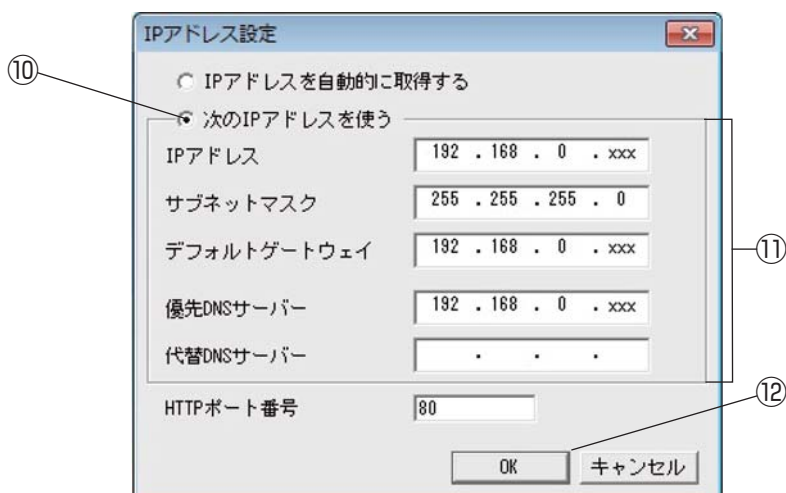 IPアドレス設定
⑩
IPアドレスを自動的に取得する
次のIPアドレスを使う
IPアドレス 192 . 168 . 0 . xxx
サブネットマスク 255 . 255 . 255 . 0
デフォルトゲートウェイ 192 . 168 . 0 . xxx
⑪
優先DNSサーバー 192 . 168 . 0 . xxx
代替DNSサーバー . . .
HTTPポート番号 80
⑫
OK キャンセル